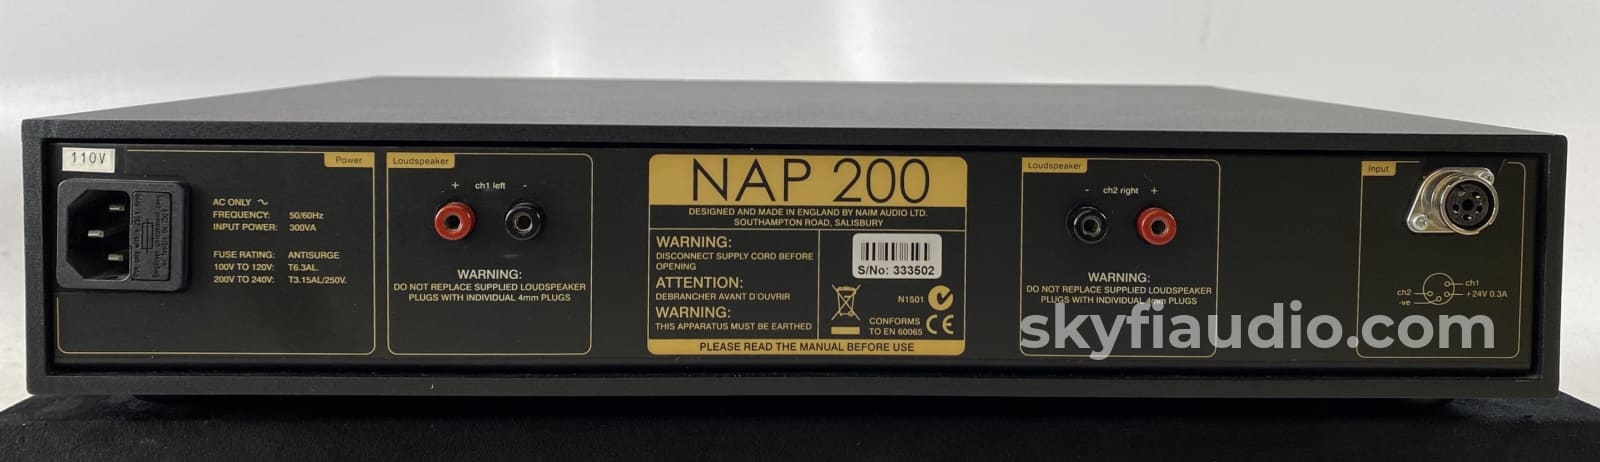 110V
Power
AC ONLY ~
FREQUENCY: 50/60Hz
INPUT POWER: 300VA
FUSE RATING: ANTISURGE
100V TO 120V: T6.3AL.
200V TO 240V: T3.15AL/250V.
Loudspeaker
+ ch1 left -
WARNING:
DO NOT REPLACE SUPPLIED LOUDSPEAKER
PLUGS WITH INDIVIDUAL 4mm PLUGS
NAP 200
DESIGNED AND MADE IN ENGLAND BY NAIM AUDIO LTD.
SOUTHAMPTON ROAD, SALISBURY
WARNING:
DISCONNECT SUPPLY CORD BEFORE
OPENING
ATTENTION:
DEBRANCHER AVANT D'OUVRIR
WARNING:
THIS APPARATUS MUST BE EARTHED
S/No: 333502
N1501
CONFORMS
TO EN 60065
CE
PLEASE READ THE MANUAL BEFORE USE
Loudspeaker
- ch2 right +
WARNING:
DO NOT REPLACE SUPPLIED LOUDSPEAKER
PLUGS WITH INDIVIDUAL 4mm PLUGS
Input
ch1
ch2
+24V 0.3A
-ve
skyfiaudio.com